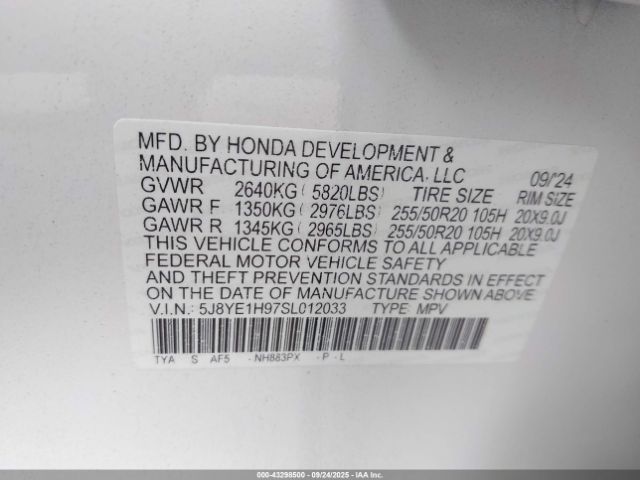 MFD. BY HONDA DEVELOPMENT &
MANUFACTURING OF AMERICA, LLC 09/24
GVWR 2640KG ( 5820LBS) TIRE SIZE RIM SIZE
GAWR F 1350KG ( 2976LBS) 255/50R20 105H 20X9.0J
GAWR R 1345KG ( 2965LBS) 255/50R20 105H 20X9.0J
THIS VEHICLE CONFORMS TO ALL APPLICABLE
FEDERAL MOTOR VEHICLE SAFETY
AND THEFT PREVENTION STANDARDS IN EFFECT
ON THE DATE OF MANUFACTURE SHOWN ABOVE.
V.I.N.: 5J8YE1H97SL012033 TYPE: MPV
TYA S AF5 - NH883PX - P - L
000-43298500 - 09/24/2025 - IAA, Inc.